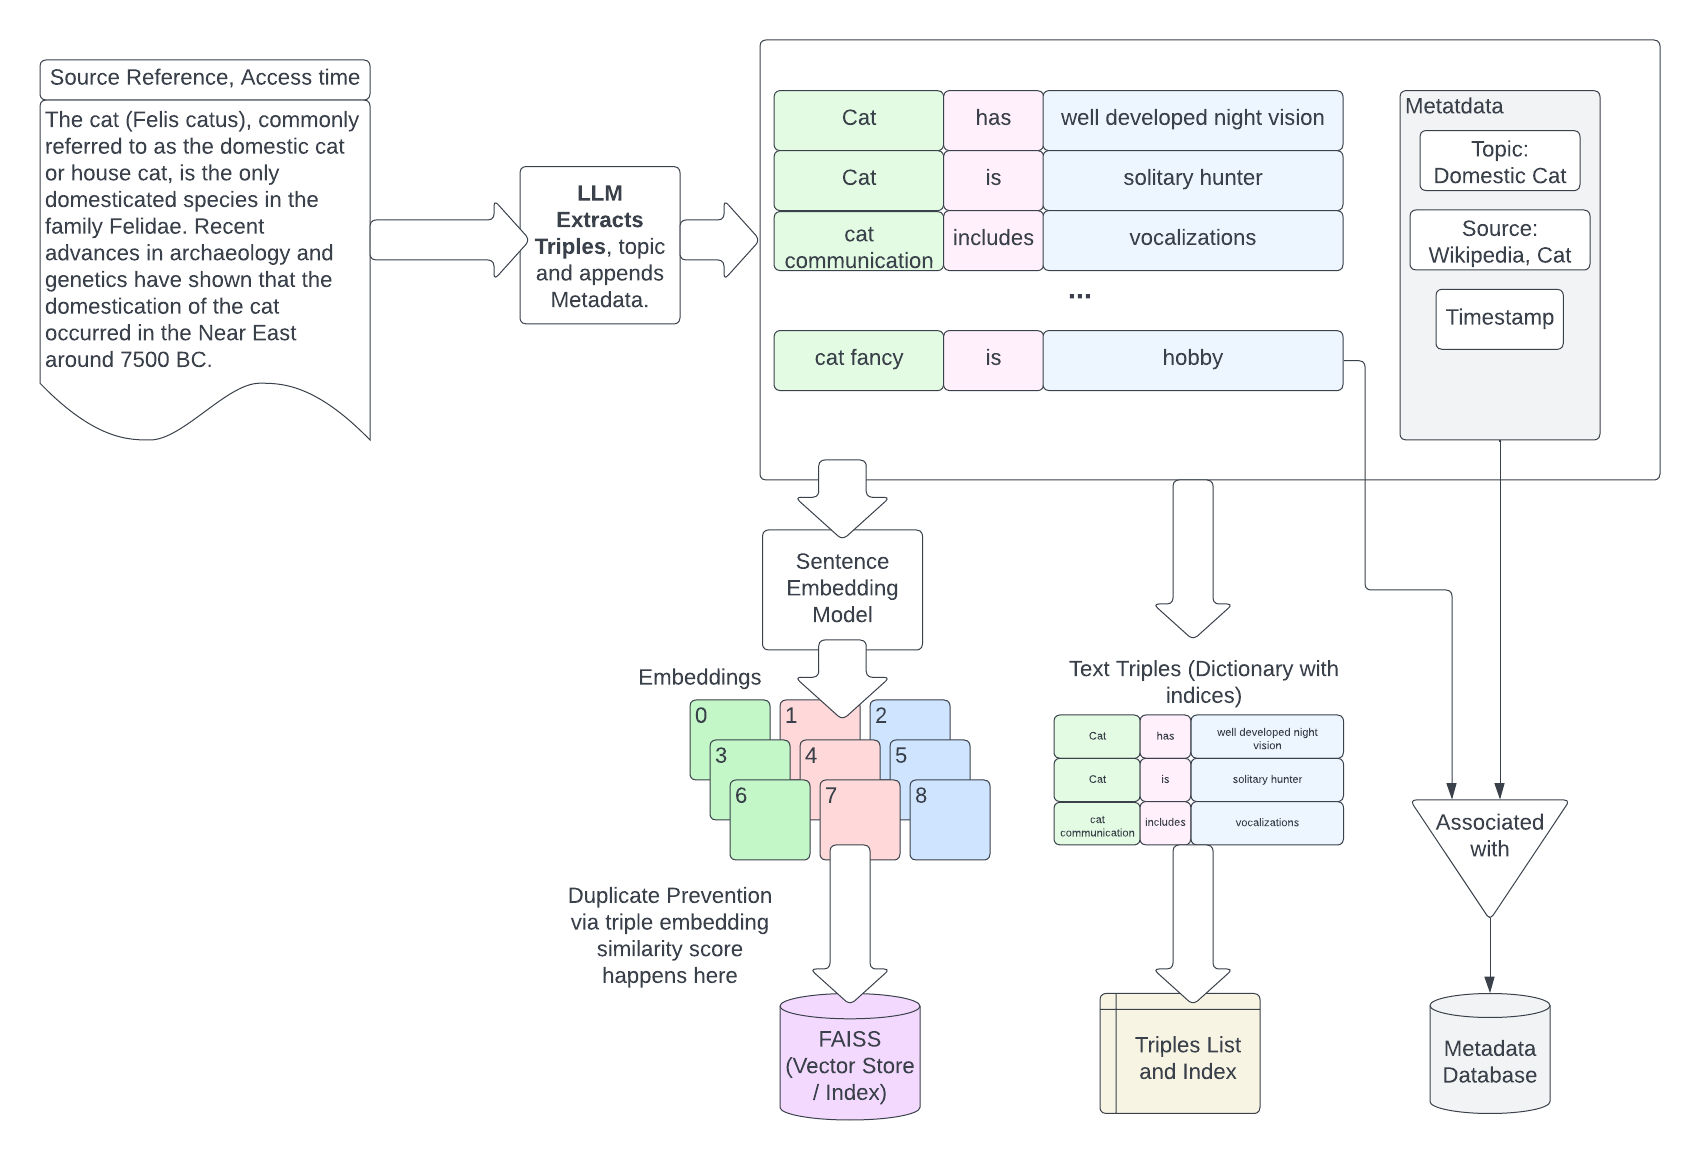 Source Reference, Access time
The cat (Felis catus), commonly
referred to as the domestic cat
or house cat, is the only
domesticated species in the
family Felidae. Recent
advances in archaeology and
genetics have shown that the
domestication of the cat
occurred in the Near East
around 7500 BC.
LLM
Extracts
Triples, topic
and appends
Metadata.
Cat has well developed night vision
Cat is solitary hunter
cat
communication includes vocalizations
...
cat fancy is hobby
Metatdata
Topic:
Domestic Cat
Source:
Wikipedia, Cat
Timestamp
Sentence
Embedding
Model
Embeddings
0 1 2
3 4 5
6 7 8
Duplicate Prevention
via triple embedding
similarity score
happens here
FAISS
(Vector Store
/ Index)
Text Triples (Dictionary with
indices)
Cat has well developed night
vision
Cat is solitary hunter
cat
communication includes vocalizations
Triples List
and Index
Associated
with
Metadata
Database